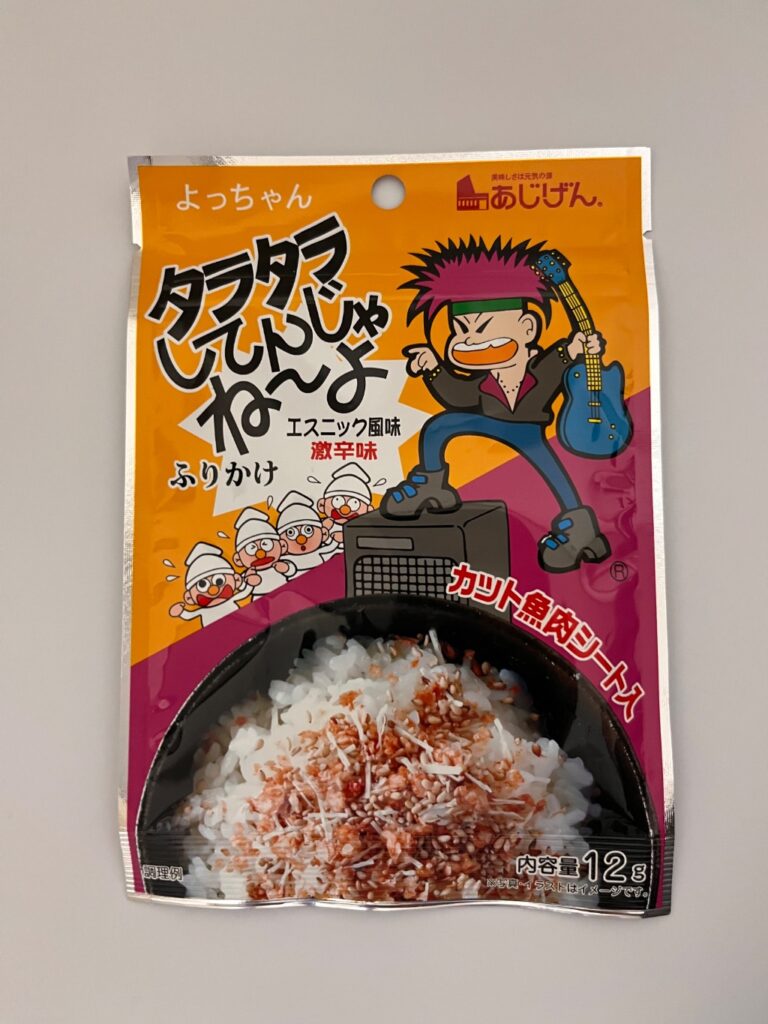 よっちゃん
美味しさは元気の源
あじげん®
タラタラ
してんじゃ
ね〜よ
エスニック風味
激辛味
ふりかけ
®
カット魚肉シート入
調理例
内容量12g
※写真・イラストはイメージです。